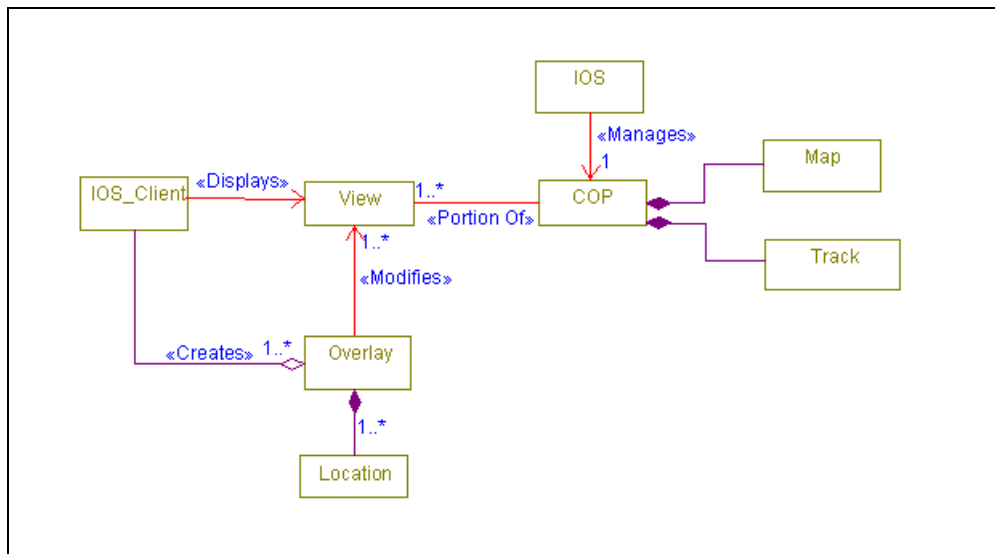 IOS
«Manages»
1
Map
IOS_Client
«Displays»
View
1..*
COP
«Portion Of»
1..*
Track
«Modifies»
«Creates»
1..*
Overlay
1..*
Location